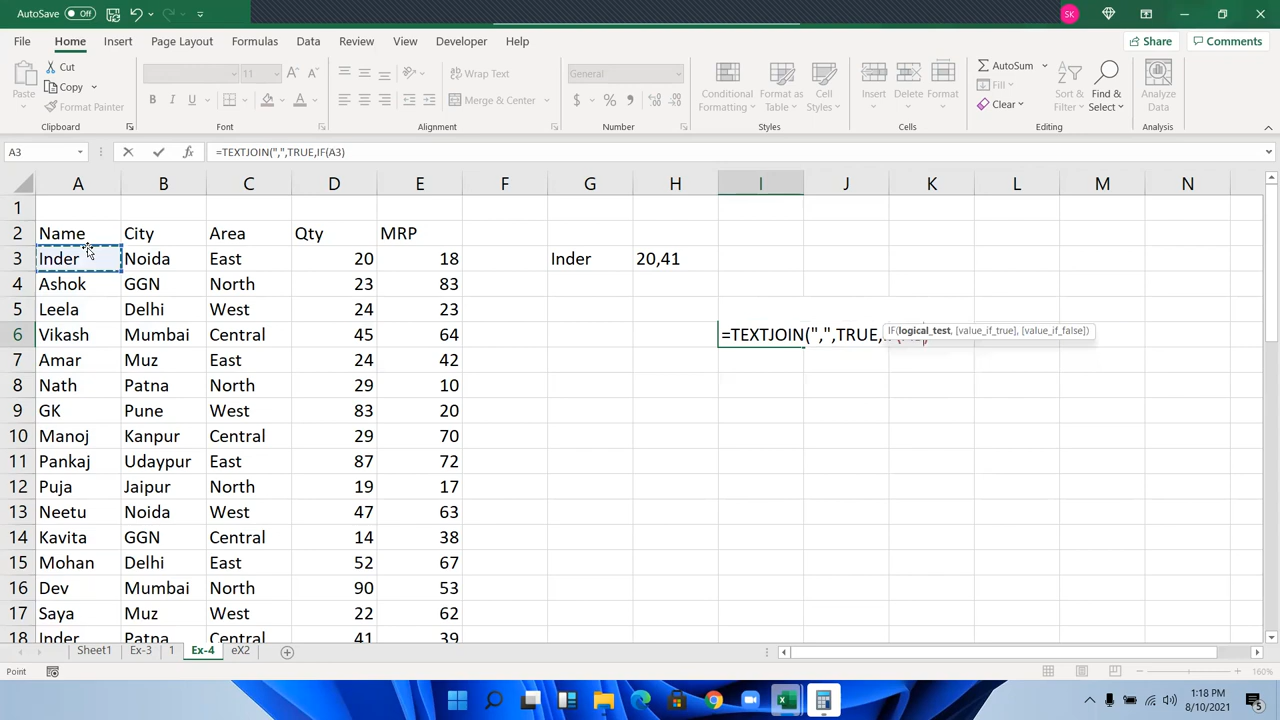 AutoSave Off SK
File Home Insert Page Layout Formulas Data Review View Developer Help Share Comments
Paste Cut Copy Format Painter
11 Wrap Text Merge & Center
General
Conditional Formatting Format as Table Cell Styles
Insert Delete Format
AutoSum Fill Clear Sort & Filter Find & Select Analyze Data
Clipboard Font Alignment Number Styles Cells Editing Analysis
A3 fx =TEXTJOIN(",",TRUE,IF(A3)
A B C D E F G H I J K L M N
1
2 Name City Area Qty MRP
3 Inder Noida East 20 18 Inder 20,41
4 Ashok GGN North 23 83
5 Leela Delhi West 24 23
6 Vikash Mumbai Central 45 64 =TEXTJOIN(",",TRUE, IF(logical_test, [value_if_true], [value_if_false])
7 Amar Muz East 24 42
8 Nath Patna North 29 10
9 GK Pune West 83 20
10 Manoj Kanpur Central 29 70
11 Pankaj Udaypur East 87 72
12 Puja Jaipur North 19 17
13 Neetu Noida West 47 63
14 Kavita GGN Central 14 38
15 Mohan Delhi East 52 67
16 Dev Mumbai North 90 53
17 Saya Muz West 22 62
18 Inder Patna Central 41 39
Sheet1 Ex-3 1 Ex-4 eX2
Point 160%
1:18 PM
8/10/2021 5